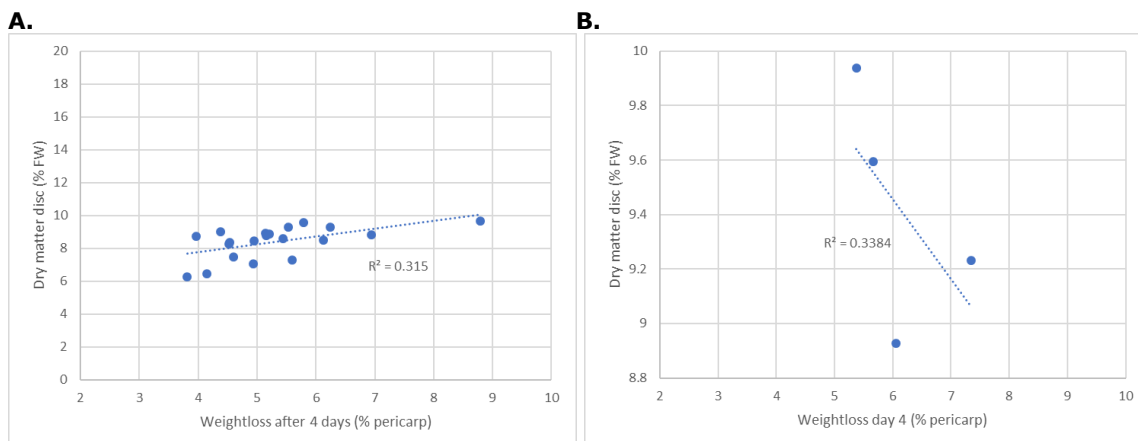 A.
20
18
16
14
12
10
8
6
4
2
0
Dry matter disc (% FW)
R² = 0.315
2 3 4 5 6 7 8 9 10
Weightloss after 4 days (% pericarp)
B.
10
9.8
9.6
9.4
9.2
9
8.8
Dry matter disc (% FW)
R² = 0.3384
2 3 4 5 6 7 8 9 10
Weightloss day 4 (% pericarp)